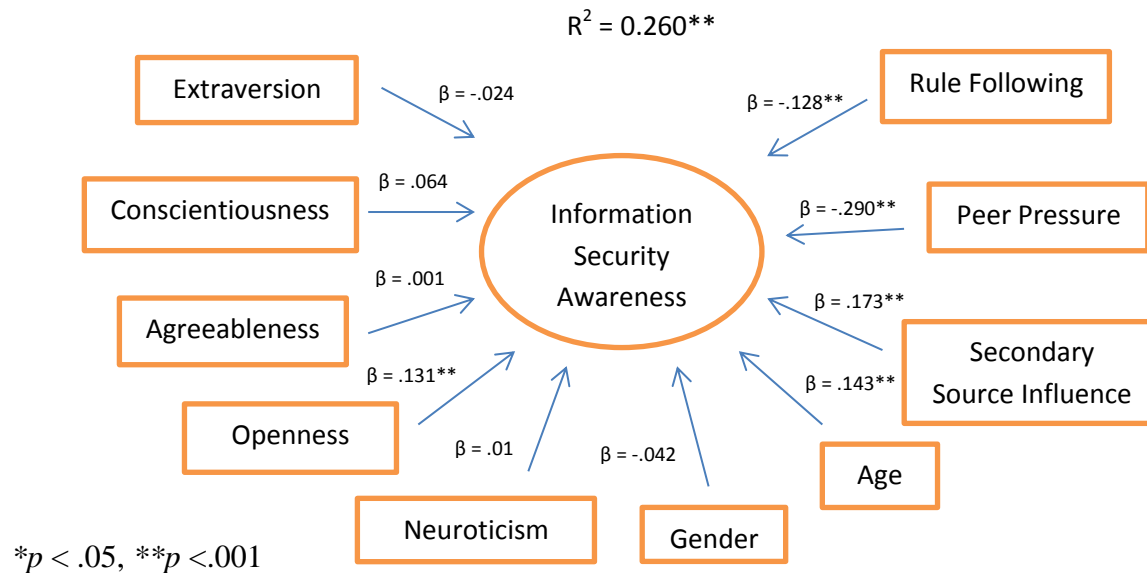 R² = 0.260**
Extraversion
β = -.024
β = -.128**
Rule Following
Conscientiousness
β = .064
Information
Security
Awareness
β = -.290**
Peer Pressure
Agreeableness
β = .001
β = .173**
Secondary
Source Influence
Openness
β = .131**
β = .143**
Age
Neuroticism
β = .01
β = -.042
Gender
*p < .05, **p <.001